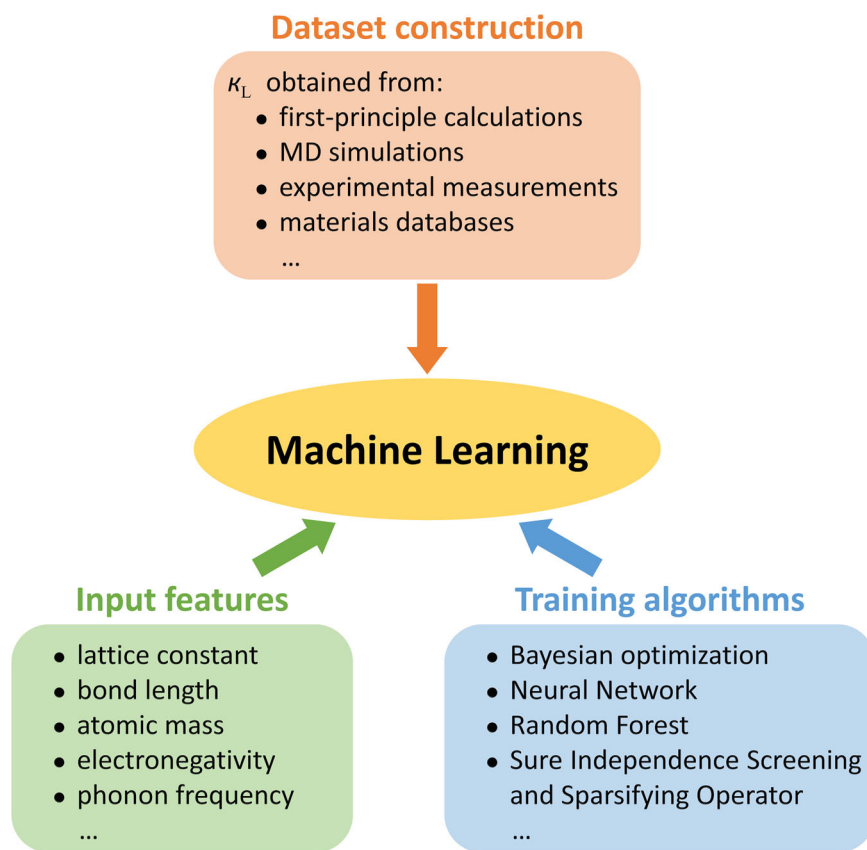 Dataset construction
κL obtained from:
• first-principle calculations
• MD simulations
• experimental measurements
• materials databases
...
Machine Learning
Input features
• lattice constant
• bond length
• atomic mass
• electronegativity
• phonon frequency
...
Training algorithms
• Bayesian optimization
• Neural Network
• Random Forest
• Sure Independence Screening
and Sparsifying Operator
...